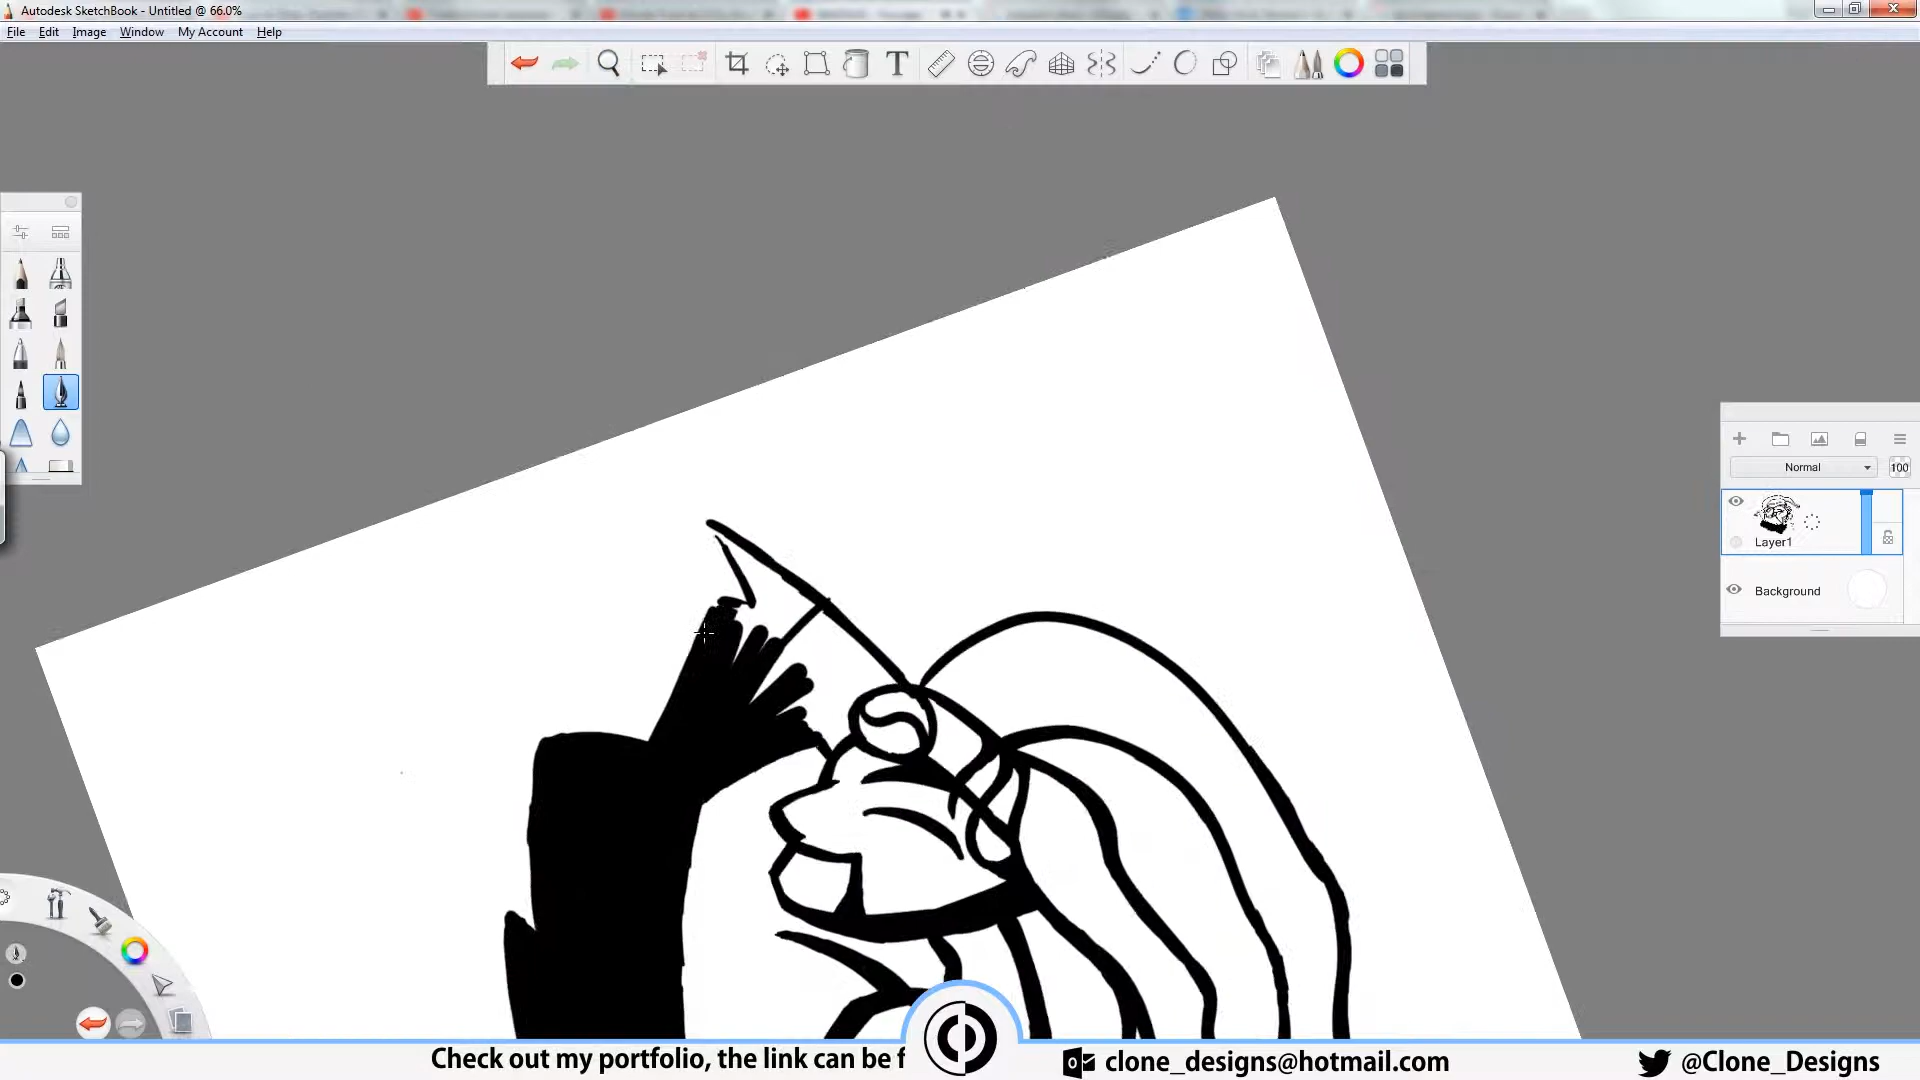 Autodesk SketchBook - Untitled @ 66.0%
File Edit Image Window My Account Help
T
Normal 100
Layer1
Background
Check out my portfolio, the link can be f
clone_designs@hotmail.com
@Clone_Designs